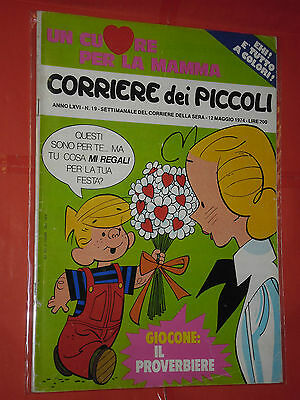 UN CUORE
PER LA MAMMA
EHI!
È TUTTO
A COLORI!
CORRIERE dei PICCOLI
ANNO LXVI - N. 19 - SETTIMANALE DEL CORRIERE DELLA SERA - 12 MAGGIO 1974 - LIRE 200
QUESTI
SONO PER TE... MA
TU COSA MI REGALI
PER LA TUA
FESTA?
GIOCONE:
IL
PROVERBIERE